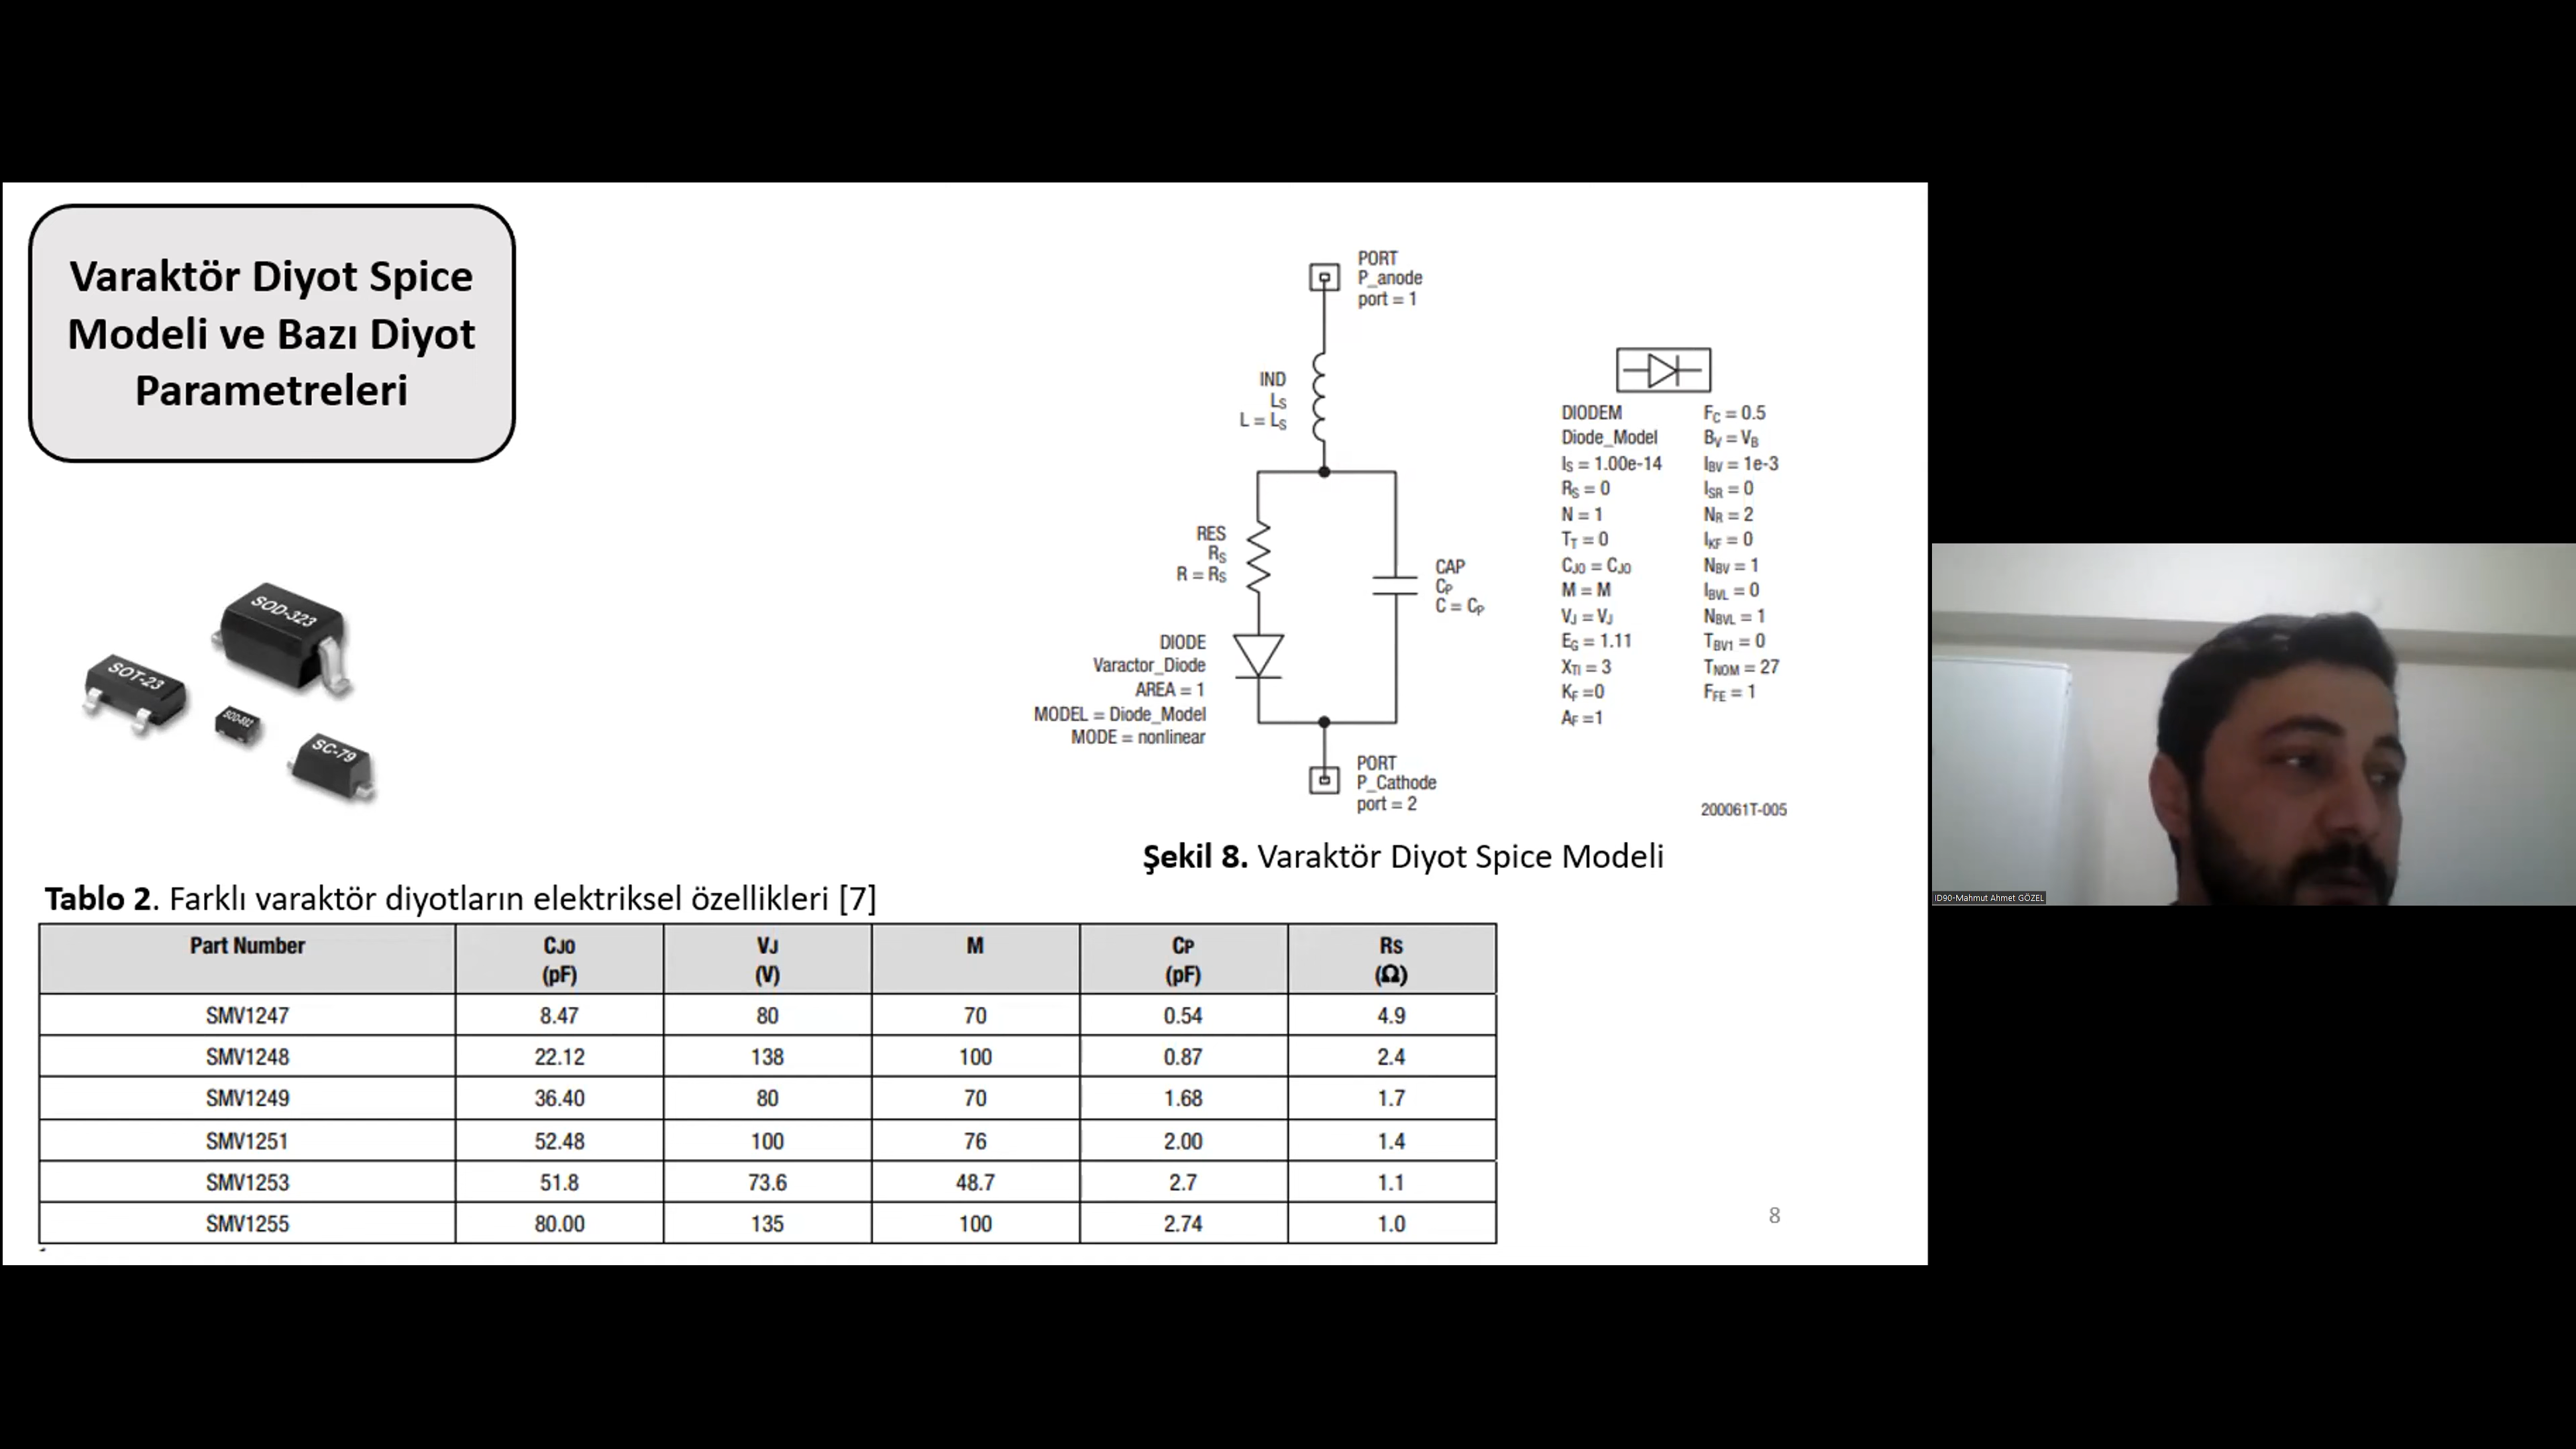 Varaktör Diyot Spice
Modeli ve Bazı Diyot
Parametreleri
SOD-323
SOT-23
SOD-882
SC-79
PORT
P_anode
port = 1
IND
LS
L = LS
RES
RS
R = RS
CAP
CP
C = CP
DIODE
Varactor_Diode
AREA = 1
MODEL = Diode_Model
MODE = nonlinear
PORT
P_Cathode
port = 2
DIODEM
Diode_Model
IS = 1.00e-14
RS = 0
N = 1
TT = 0
CJO = CJO
M = M
VJ = VJ
EG = 1.11
XTI = 3
KF =0
AF =1
FC = 0.5
BV = VB
IBV = 1e-3
ISR = 0
NR = 2
IKF = 0
NBV = 1
IBVL = 0
NBVL = 1
TBV1 = 0
TNOM = 27
FFE = 1
200061T-005
Şekil 8. Varaktör Diyot Spice Modeli
Tablo 2. Farklı varaktör diyotların elektriksel özellikleri [7]
Part Number CJO (pF) VJ (V) M CP (pF) RS (Ω)
SMV1247 8.47 80 70 0.54 4.9
SMV1248 22.12 138 100 0.87 2.4
SMV1249 36.40 80 70 1.68 1.7
SMV1251 52.48 100 76 2.00 1.4
SMV1253 51.8 73.6 48.7 2.7 1.1
SMV1255 80.00 135 100 2.74 1.0
8
ID90-Mahmut Ahmet GÖZEL